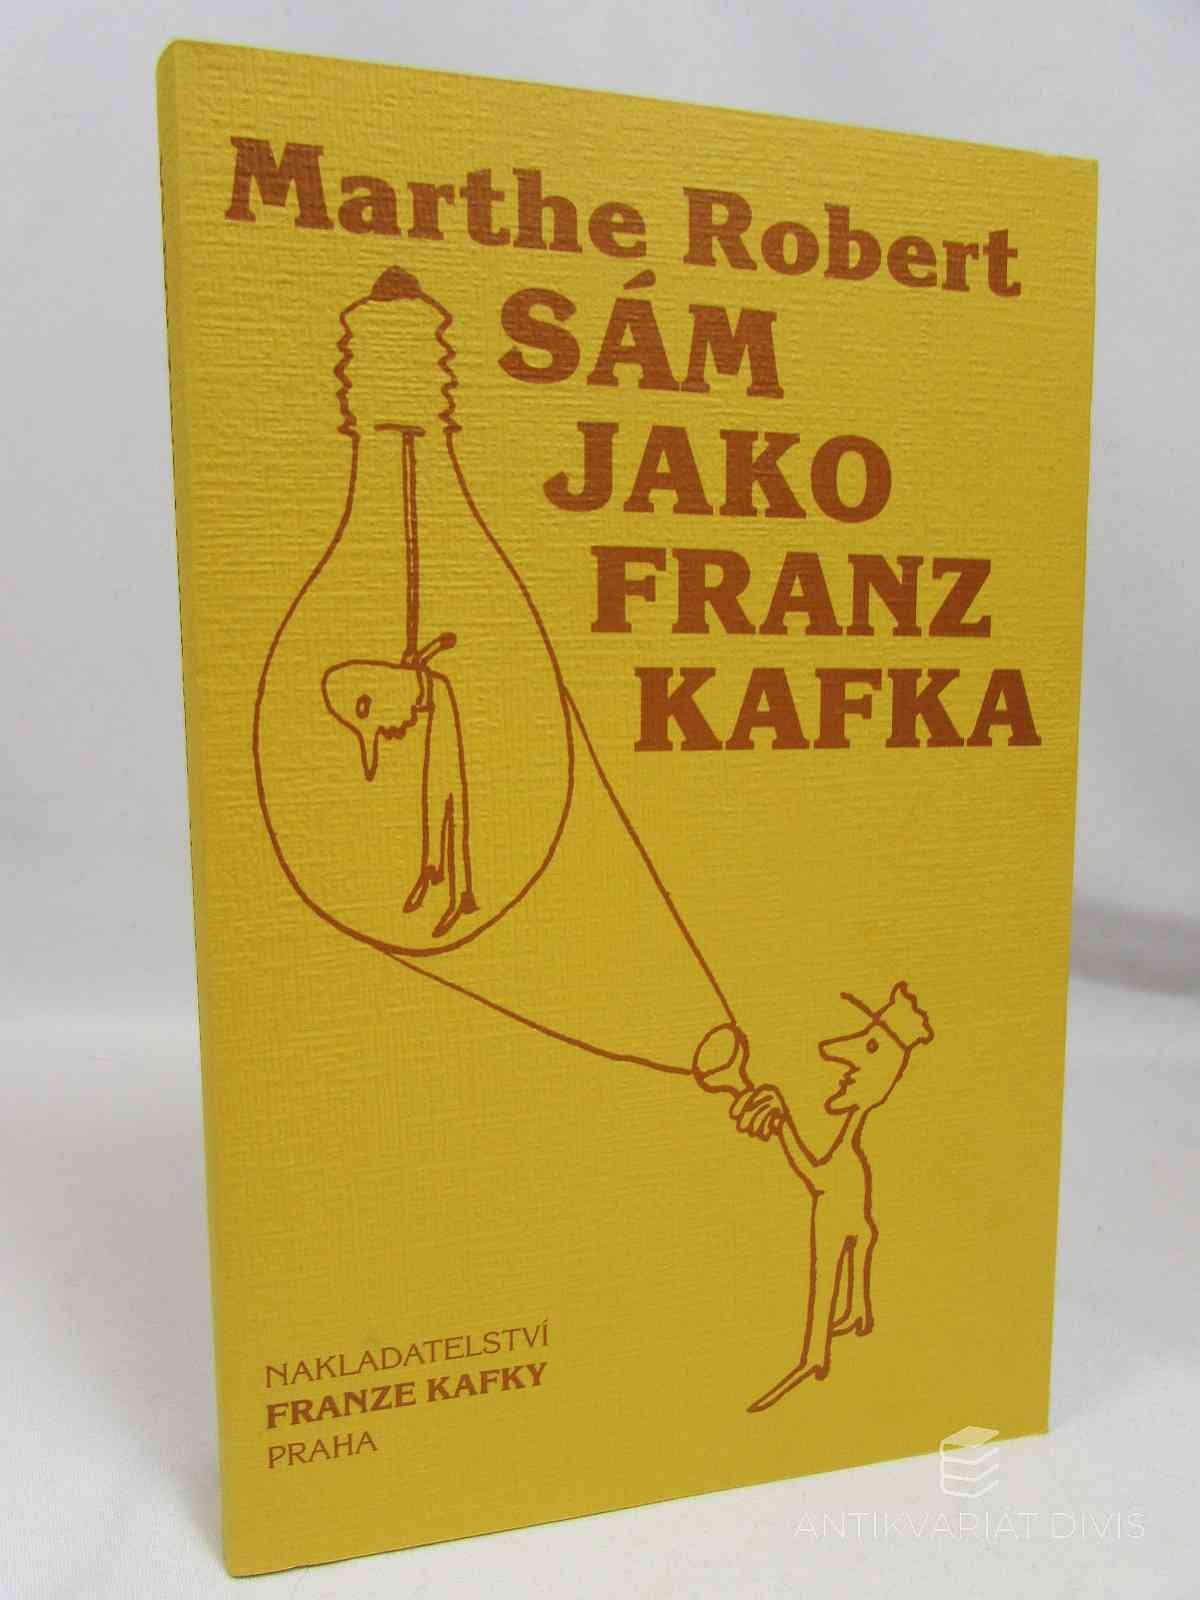 Marthe Robert
SÁM
JAKO
FRANZ
KAFKA
NAKLADATELSTVÍ
FRANZE KAFKY
PRAHA
ANTIKVARIÁT DIVIŠ